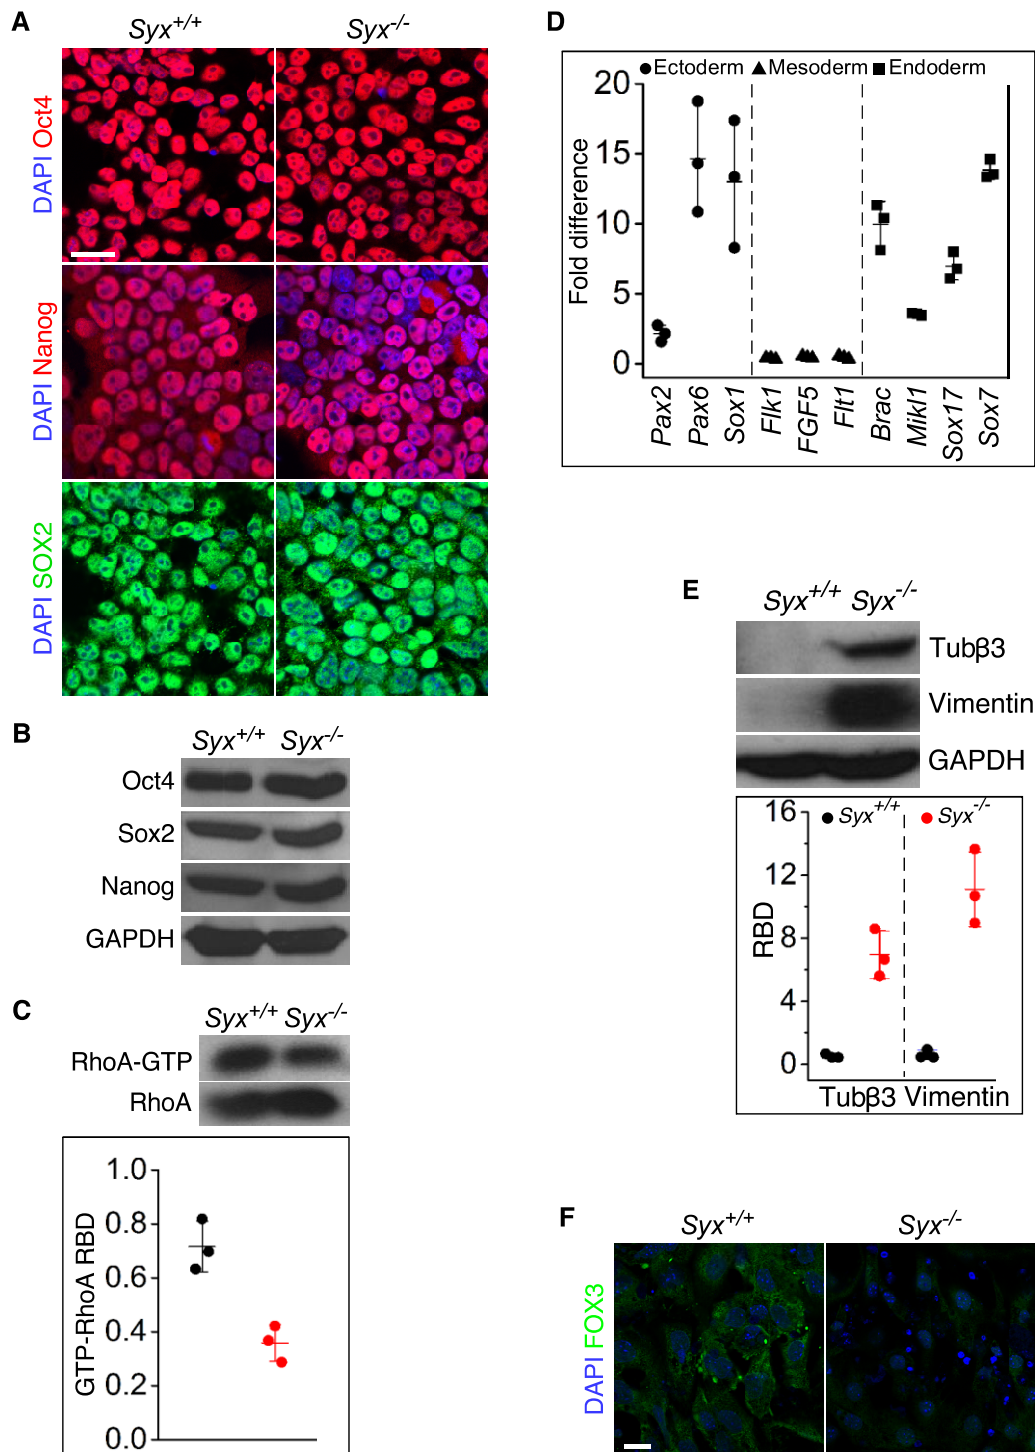 A
Syx+/+ Syx-/-
DAPI Oct4
DAPI Nanog
DAPI SOX2
B
Syx+/+ Syx-/-
Oct4
Sox2
Nanog
GAPDH
C
Syx+/+ Syx-/-
RhoA-GTP
RhoA
GTP-RhoA RBD
1.0
0.8
0.6
0.4
0.2
0.0
D
Ectoderm Mesoderm Endoderm
Fold difference
20
15
10
5
0
Pax2 Pax6 Sox1 Flk1 FGF5 Flt1 Brac Mikl1 Sox17 Sox7
E
Syx+/+ Syx-/-
Tubβ3
Vimentin
GAPDH
Syx+/+ Syx-/-
RBD
16
12
8
4
0
Tubβ3 Vimentin
F
Syx+/+ Syx-/-
DAPI FOX3